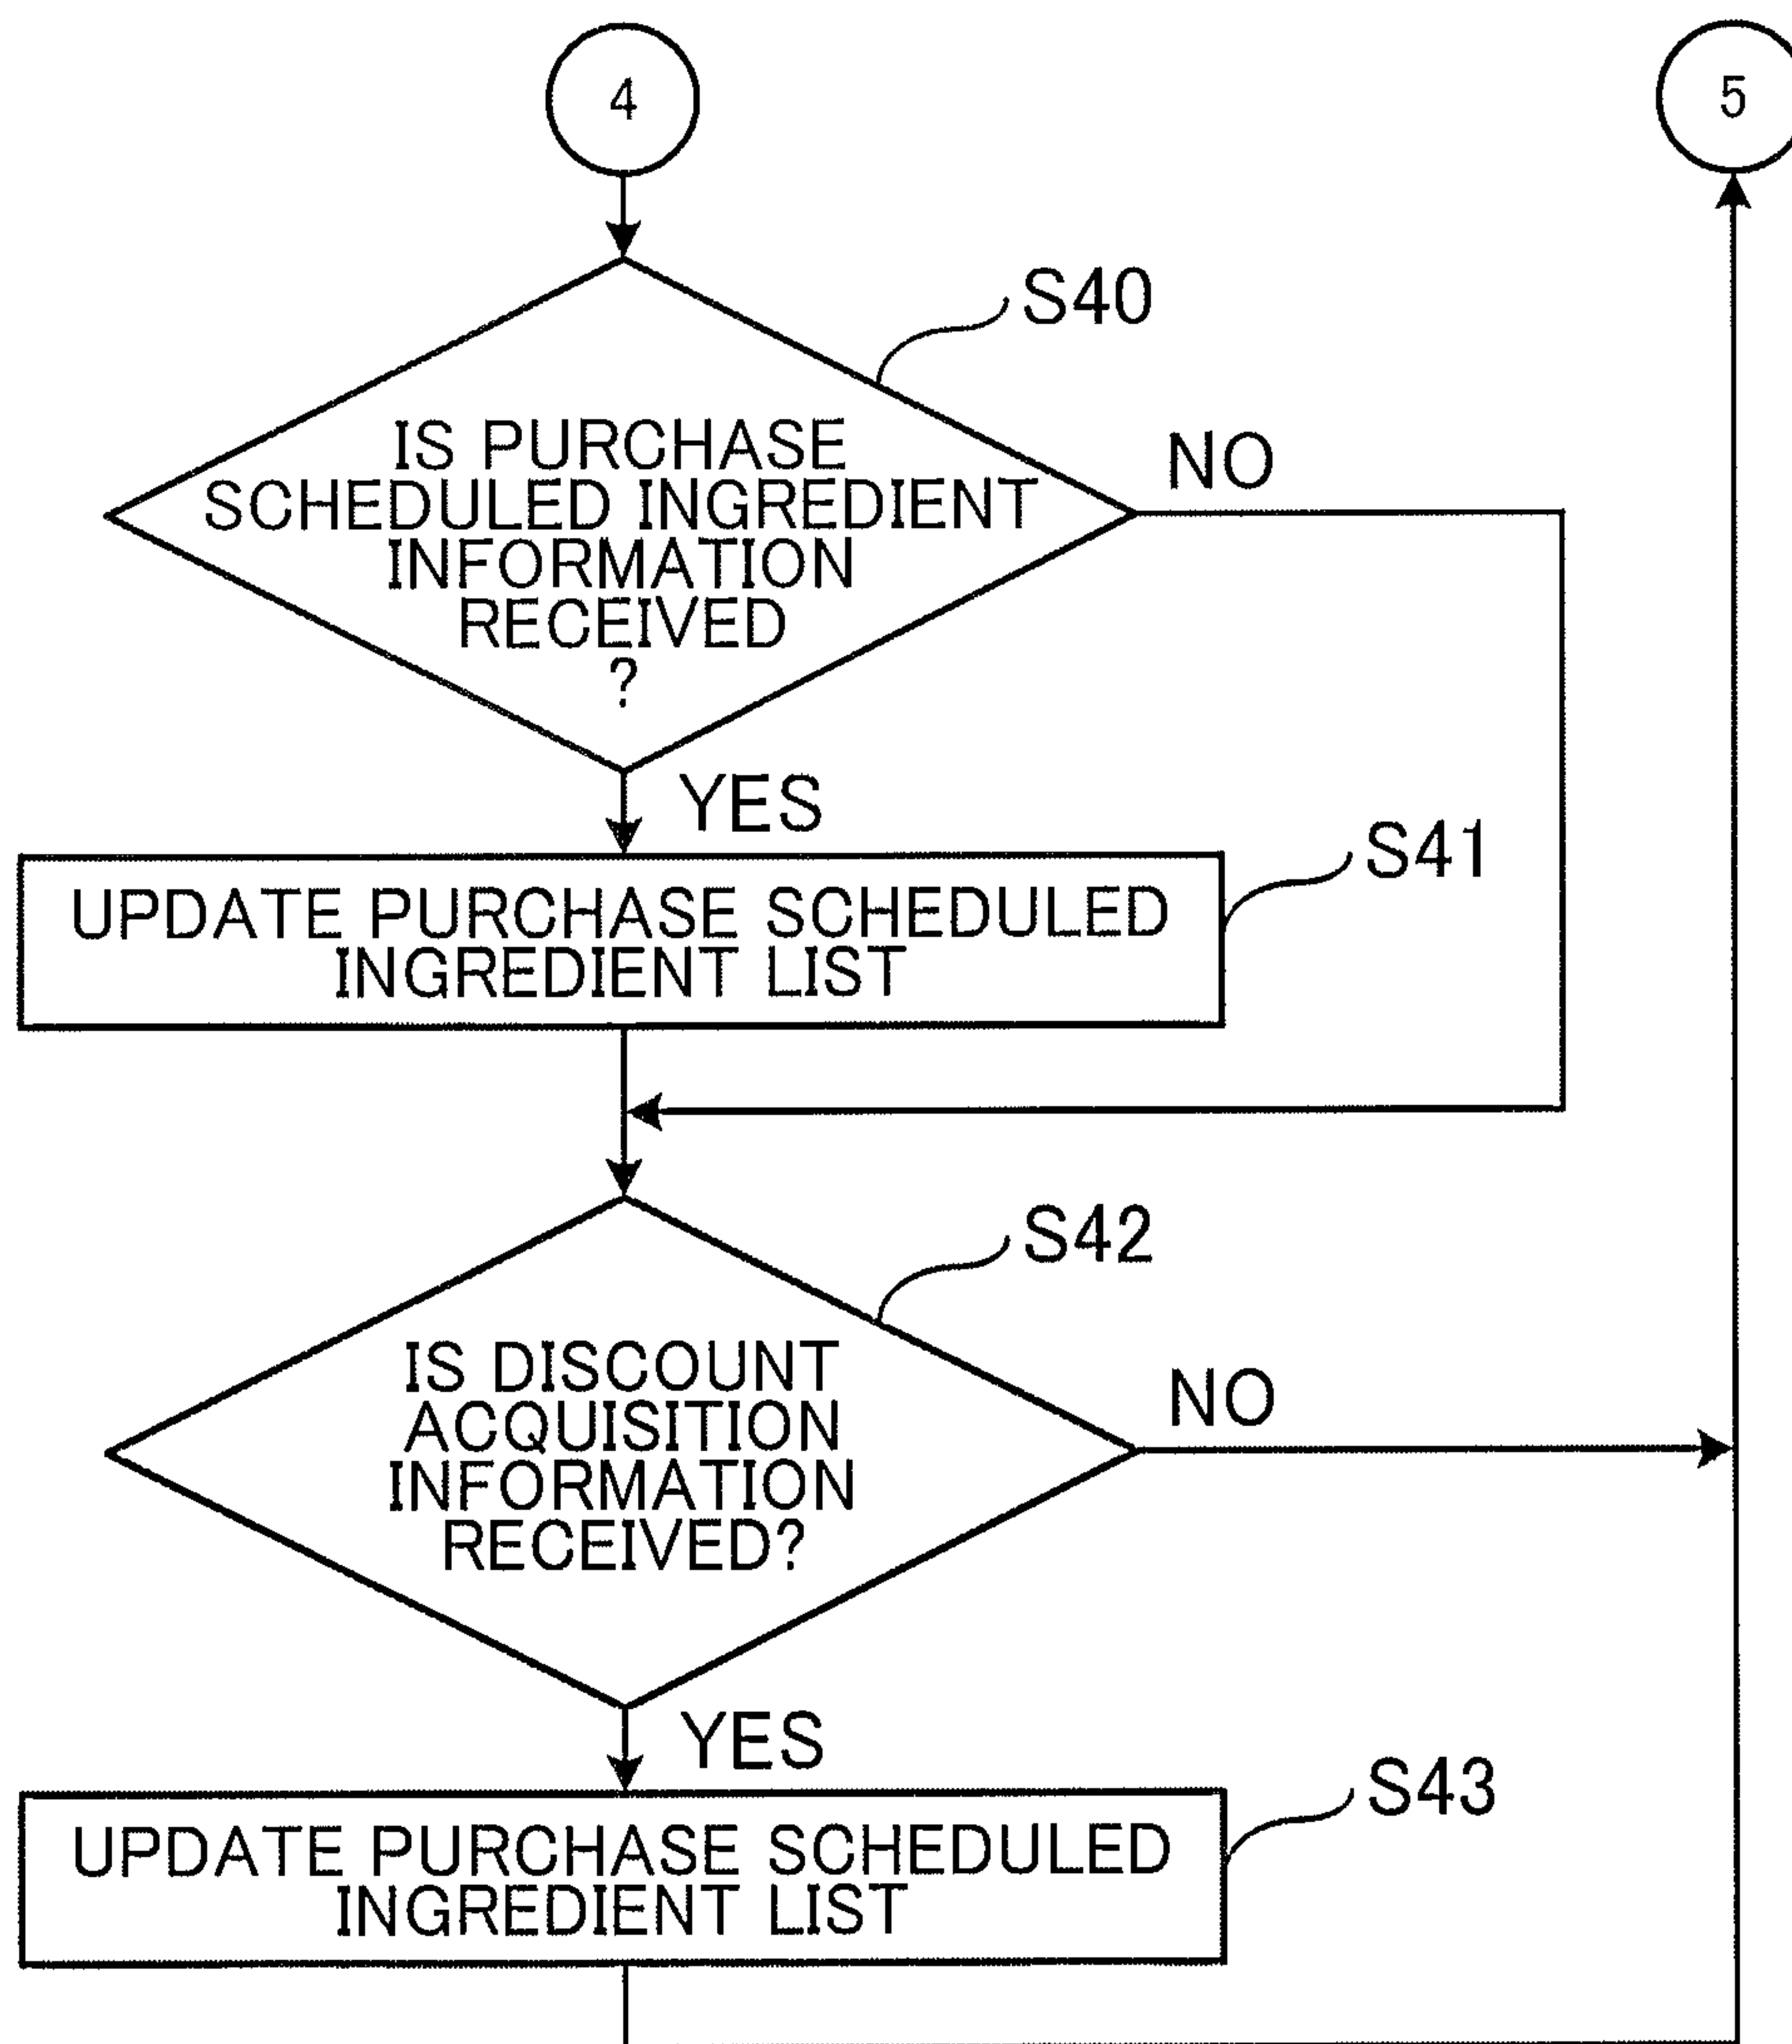 4
5
S40
IS PURCHASE
SCHEDULED INGREDIENT
INFORMATION
RECEIVED
?
NO
YES
S41
UPDATE PURCHASE SCHEDULED
INGREDIENT LIST
S42
IS DISCOUNT
ACQUISITION
INFORMATION
RECEIVED?
NO
YES
S43
UPDATE PURCHASE SCHEDULED
INGREDIENT LIST